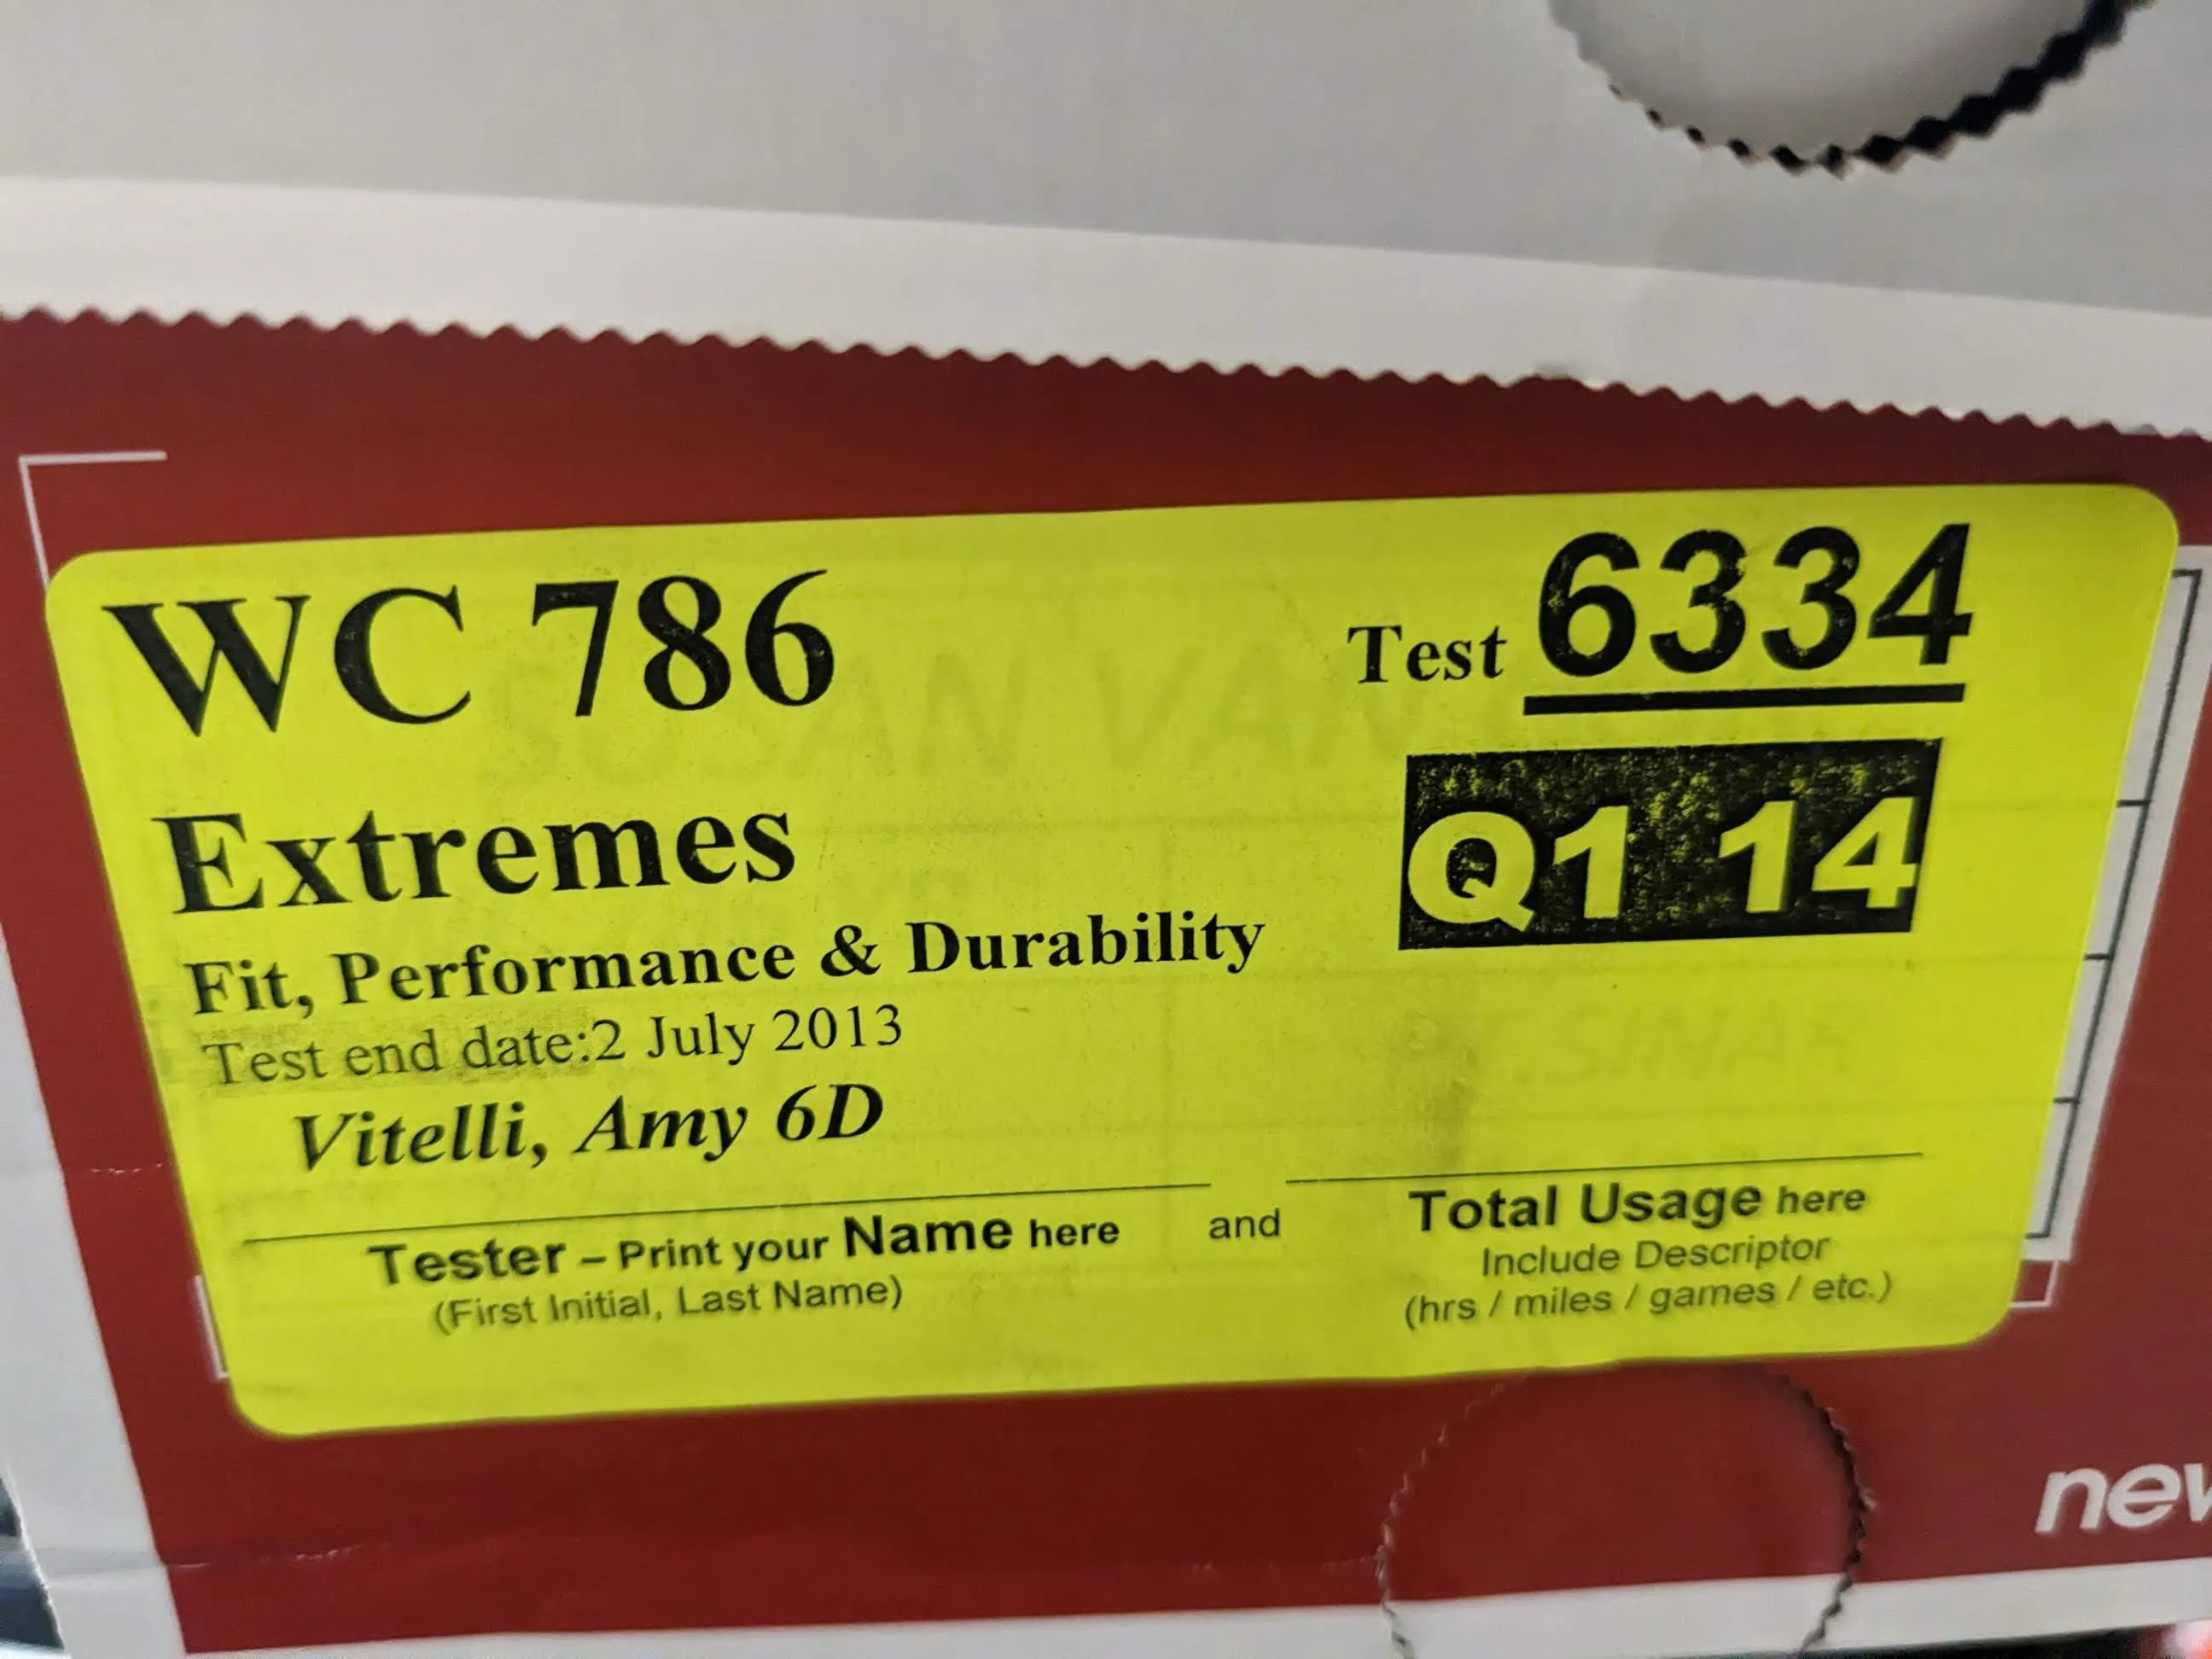 WC 786
Test 6334
Q1 14
Extremes
Fit, Performance & Durability
Test end date:2 July 2013
Vitelli, Amy 6D
Tester – Print your Name here
(First Initial, Last Name)
and
Total Usage here
Include Descriptor
(hrs / miles / games / etc.)
new